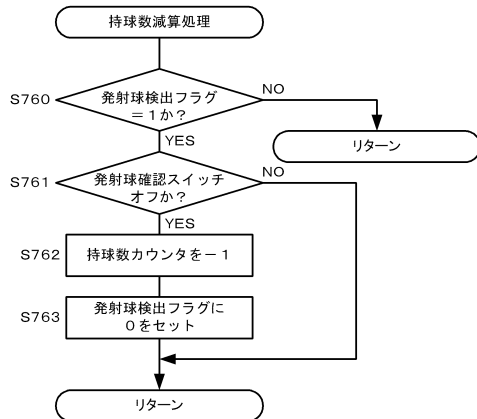 持球数減算処理
S760
発射球検出フラグ
＝１か？
NO
リターン
YES
S761
発射球確認スイッチ
オフか？
NO
YES
S762
持球数カウンタを－１
S763
発射球検出フラグに
０をセット
リターン